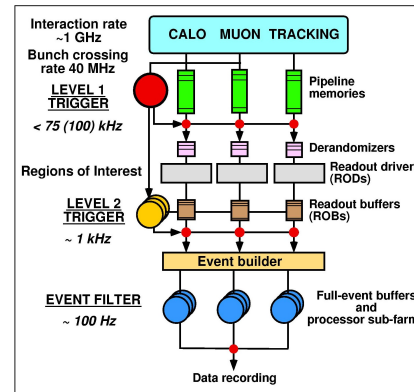 Interaction rate
~1 GHz
CALO MUON TRACKING
Bunch crossing
rate 40 MHz
LEVEL 1
TRIGGER
< 75 (100) kHz
Pipeline
memories
Derandomizers
Regions of Interest
Readout driver
(RODs)
LEVEL 2
TRIGGER
~ 1 kHz
Readout buffers
(ROBs)
Event builder
EVENT FILTER
~ 100 Hz
Full-event buffers
and
processor sub-farm
Data recording